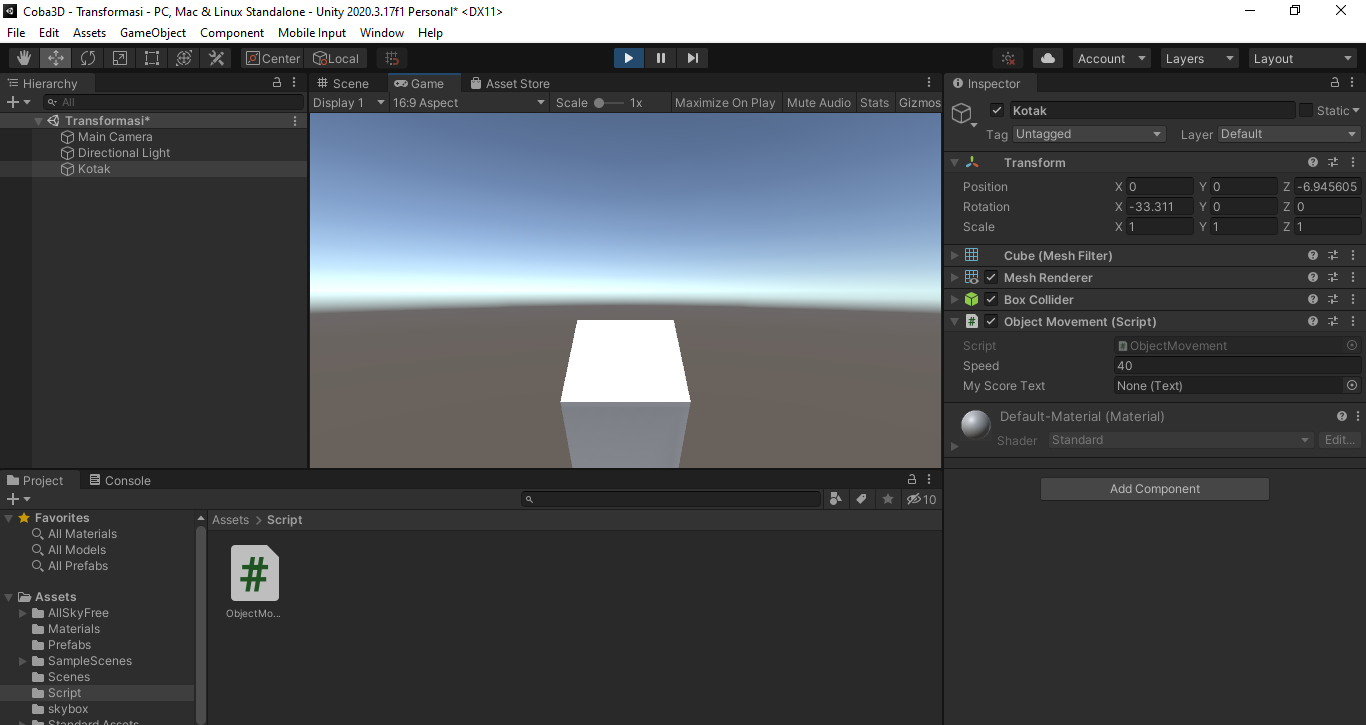 Coba3D - Transformasi - PC, Mac & Linux Standalone - Unity 2020.3.17f1 Personal* <DX11>
File Edit Assets GameObject Component Mobile Input Window Help
Center Local Account Layers Layout
Hierarchy
All
Transformasi*
Main Camera
Directional Light
Kotak
Scene Game Asset Store
Display 1 16:9 Aspect Scale 1x Maximize On Play Mute Audio Stats Gizmos
Inspector
Kotak Static
Tag Untagged Layer Default
Transform
Position X 0 Y 0 Z -6.945605
Rotation X -33.311 Y 0 Z 0
Scale X 1 Y 1 Z 1
Cube (Mesh Filter)
Mesh Renderer
Box Collider
# Object Movement (Script)
Script ObjectMovement
Speed 40
My Score Text None (Text)
Default-Material (Material)
Shader Standard Edit...
Add Component
Project Console
10
Favorites
All Materials
All Models
All Prefabs
Assets
AllSkyFree
Materials
Prefabs
SampleScenes
Scenes
Script
skybox
Standard Assets
Assets > Script
#
ObjectMo...